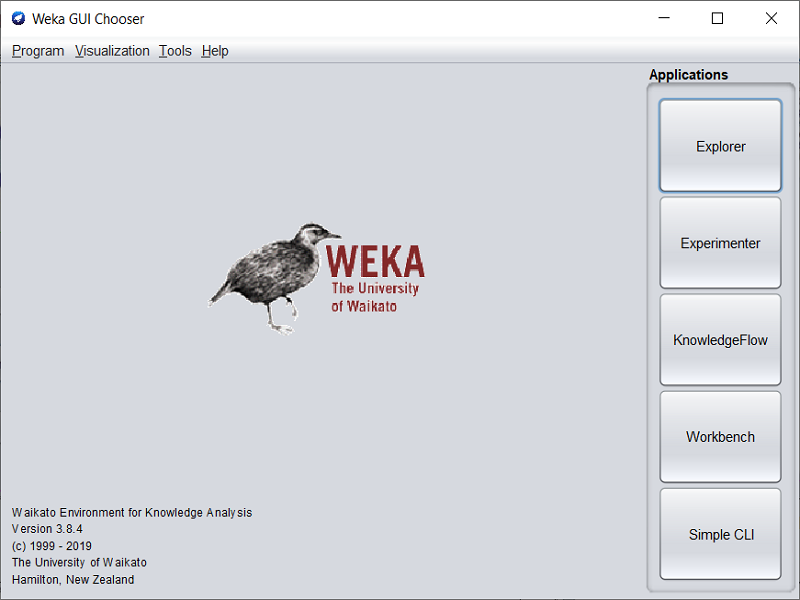 Weka GUI Chooser
Program Visualization Tools Help
Applications
Explorer
Experimenter
KnowledgeFlow
Workbench
Simple CLI
WEKA
The University
of Waikato
Waikato Environment for Knowledge Analysis
Version 3.8.4
(c) 1999 - 2019
The University of Waikato
Hamilton, New Zealand